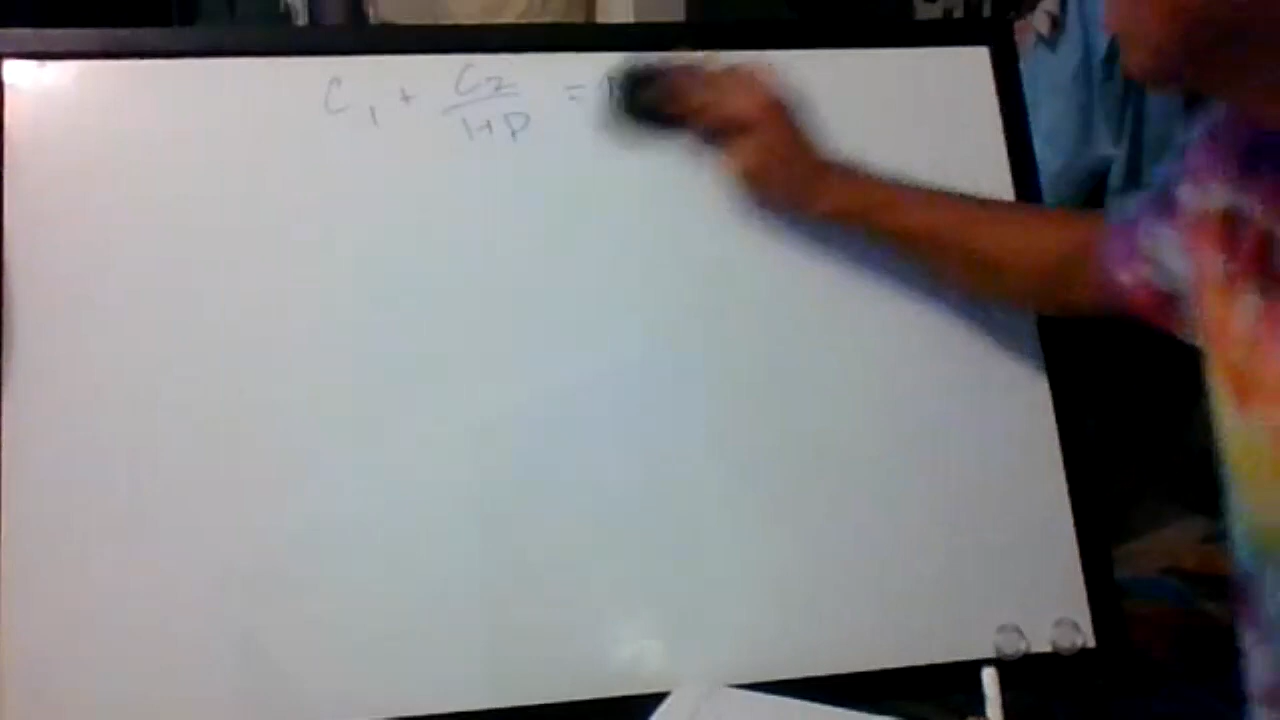 C₁ + C₂/1+P =